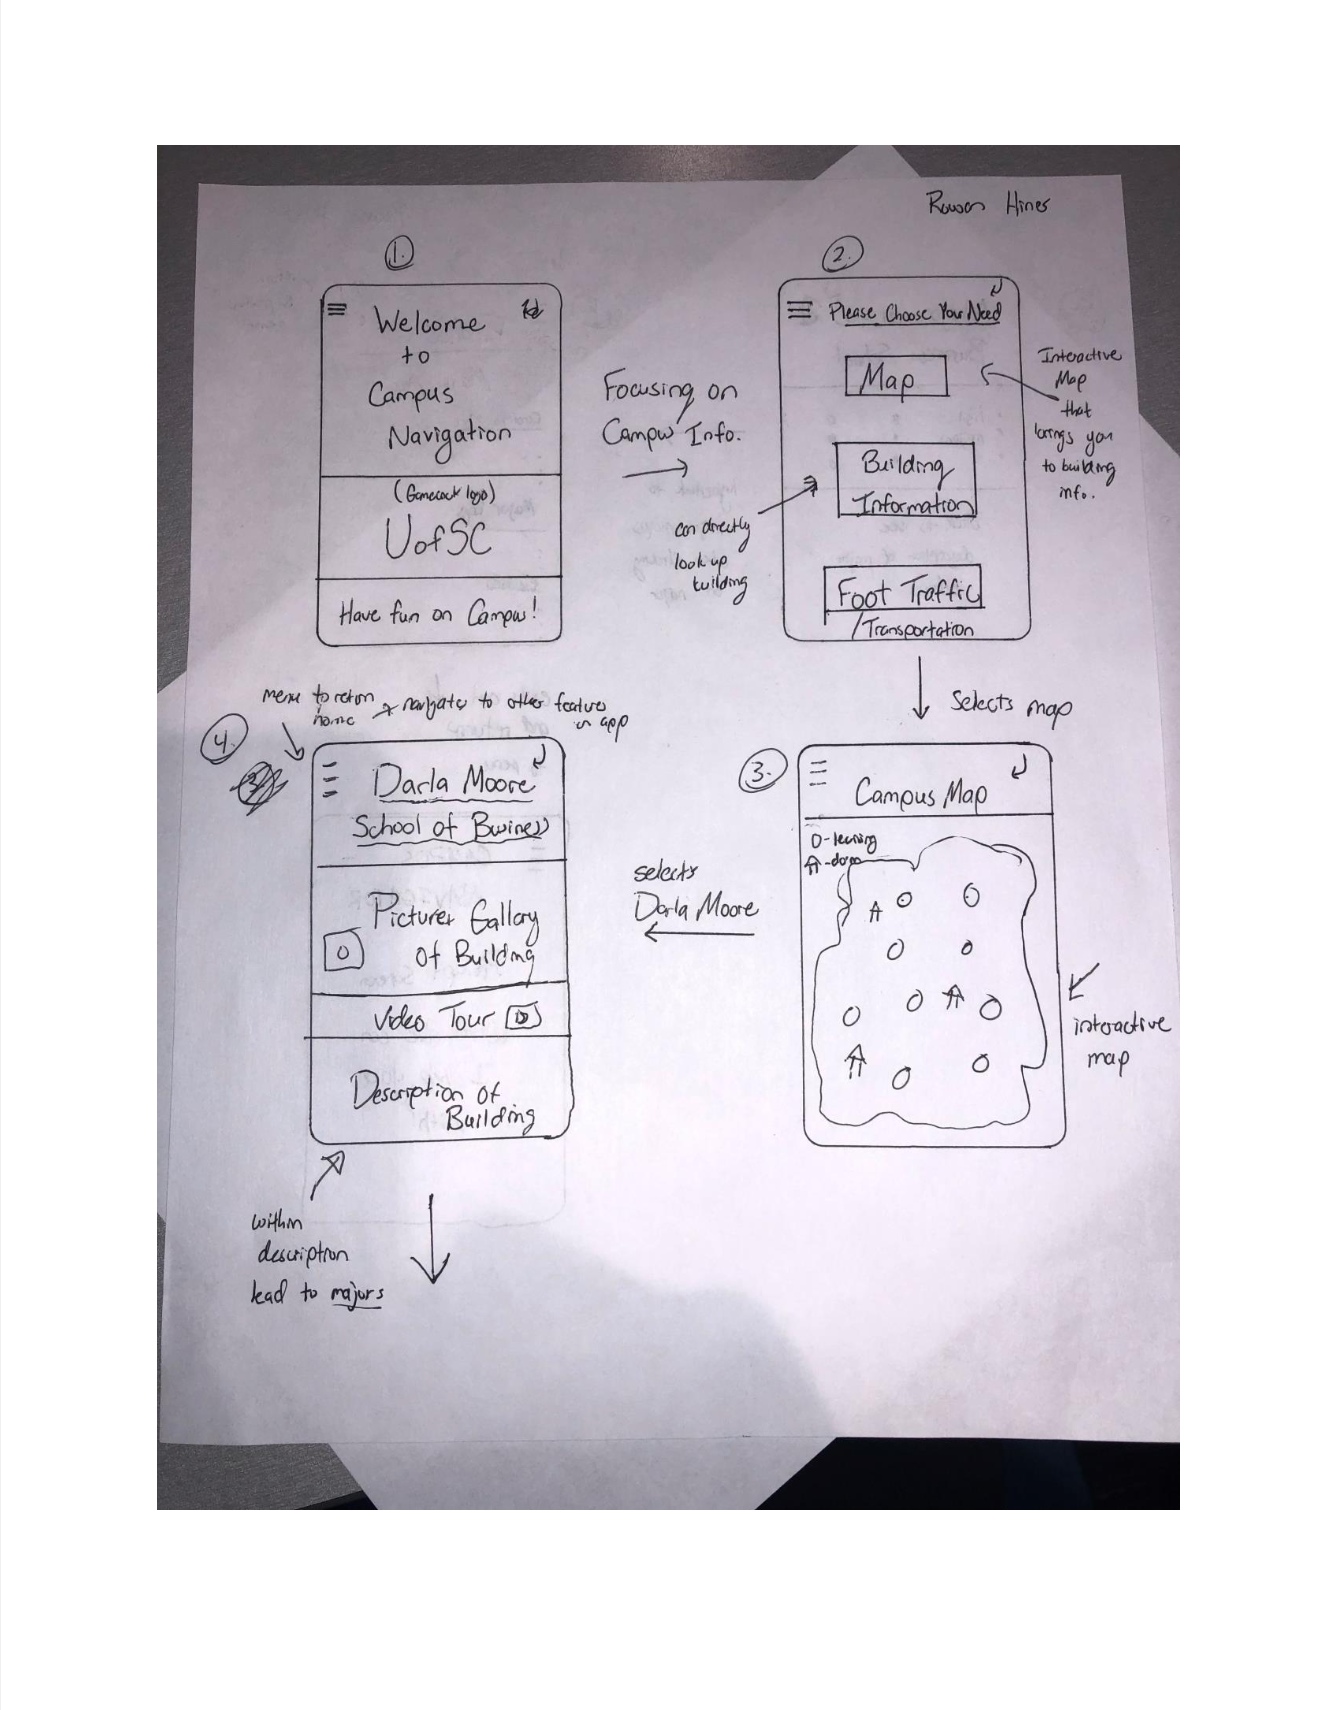 Rowan Hines
1.
Welcome
to
Campus
Navigation
(Gamecock logo)
UofSC
Have fun on Campus!
Focusing on
Campus Info.
2.
Please Choose Your Need
Map
Building
Information
Foot Traffic
/Transportation
Interactive
Map
that
brings you
to building
info.
can directly
look up
building
Selects map
3.
Campus Map
O-learning
-dorm
interactive
map
selects
Darla Moore
4.
menu to return
home
navigate to other features
in app
Darla Moore
School of Business
Pictures Gallery
of Building
Video Tour
Description of
Building
within
description
lead to majors